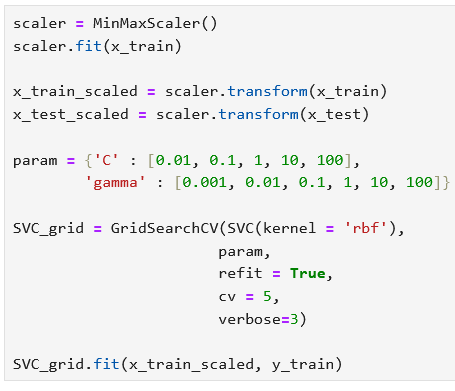 scaler = MinMaxScaler()
scaler.fit(x_train)
x_train_scaled = scaler.transform(x_train)
x_test_scaled = scaler.transform(x_test)
param = {'C' : [0.01, 0.1, 1, 10, 100],
        'gamma' : [0.001, 0.01, 0.1, 1, 10, 100]}
SVC_grid = GridSearchCV(SVC(kernel = 'rbf'),
                       param,
                       refit = True,
                       cv = 5,
                       verbose=3)
SVC_grid.fit(x_train_scaled, y_train)